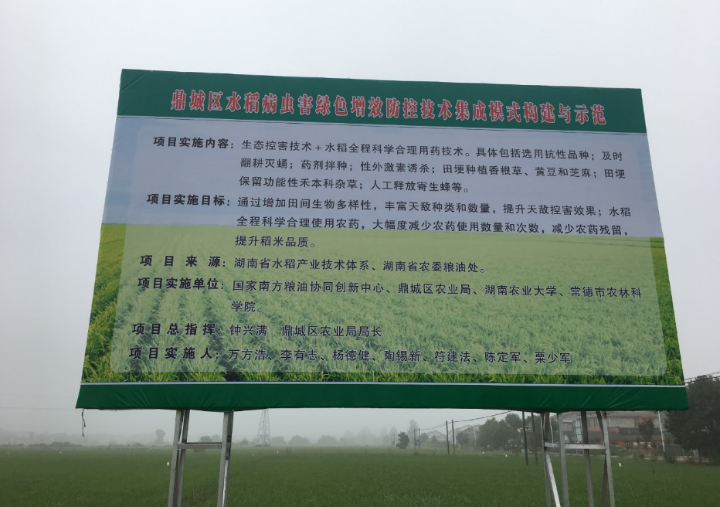 鼎城区水稻病虫害绿色增效防控技术集成模式构建与示范
项目实施内容：生态控害技术+水稻全程科学合理用药技术。具体包括选用抗性品种；及时
翻耕灭蛹；药剂拌种；性外激素诱杀；田埂种植香根草、黄豆和芝麻；田埂
保留功能性禾本科杂草；人工释放寄生蜂等。
项目实施目标：通过增加田间生物多样性，丰富天敌种类和数量，提升天敌控害效果；水稻
全程科学合理使用农药，大幅度减少农药使用数量和次数，减少农药残留，
提升稻米品质。
项目来源：湖南省水稻产业技术体系、湖南省农委粮油处。
项目实施单位：国家南方粮油协同创新中心、鼎城区农业局、湖南农业大学、常德市农林科
学院。
项目总指挥：钟兴满 鼎城区农业局局长
项目实施人：万方浩、李有志、杨德健、陶锡新、符建法、陈定军、栗少军